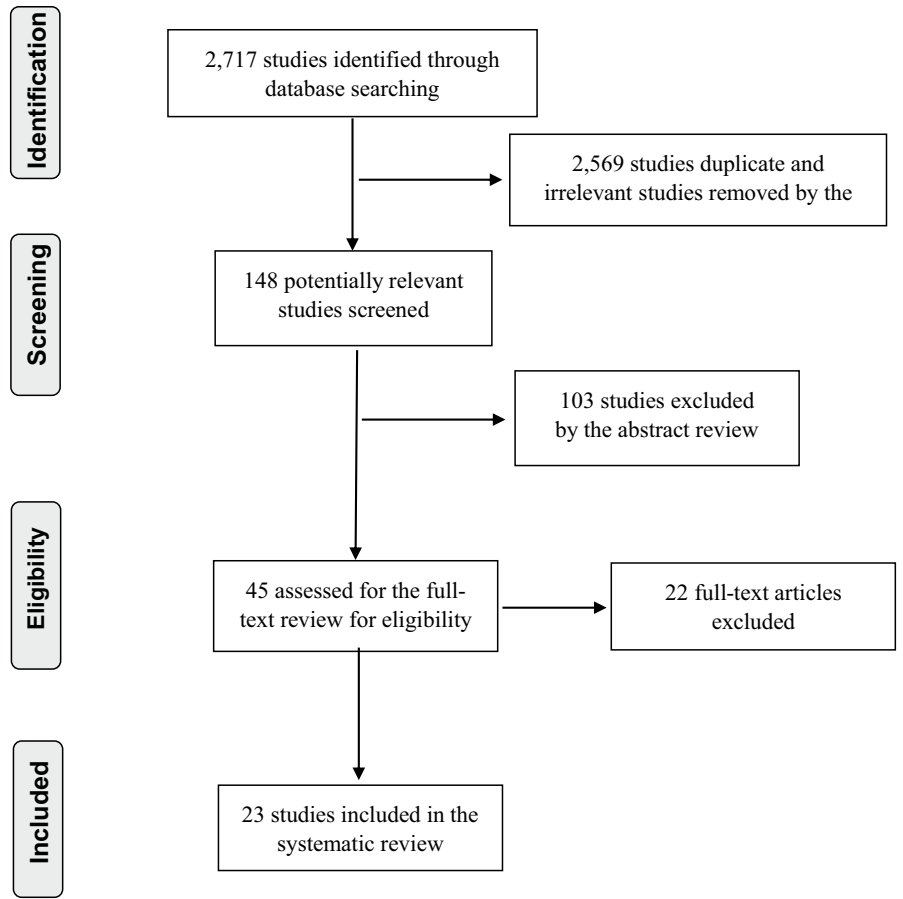 Identification
2,717 studies identified through
database searching
2,569 studies duplicate and
irrelevant studies removed by the
Screening
148 potentially relevant
studies screened
103 studies excluded
by the abstract review
Eligibility
45 assessed for the full-
text review for eligibility
22 full-text articles
excluded
Included
23 studies included in the
systematic review